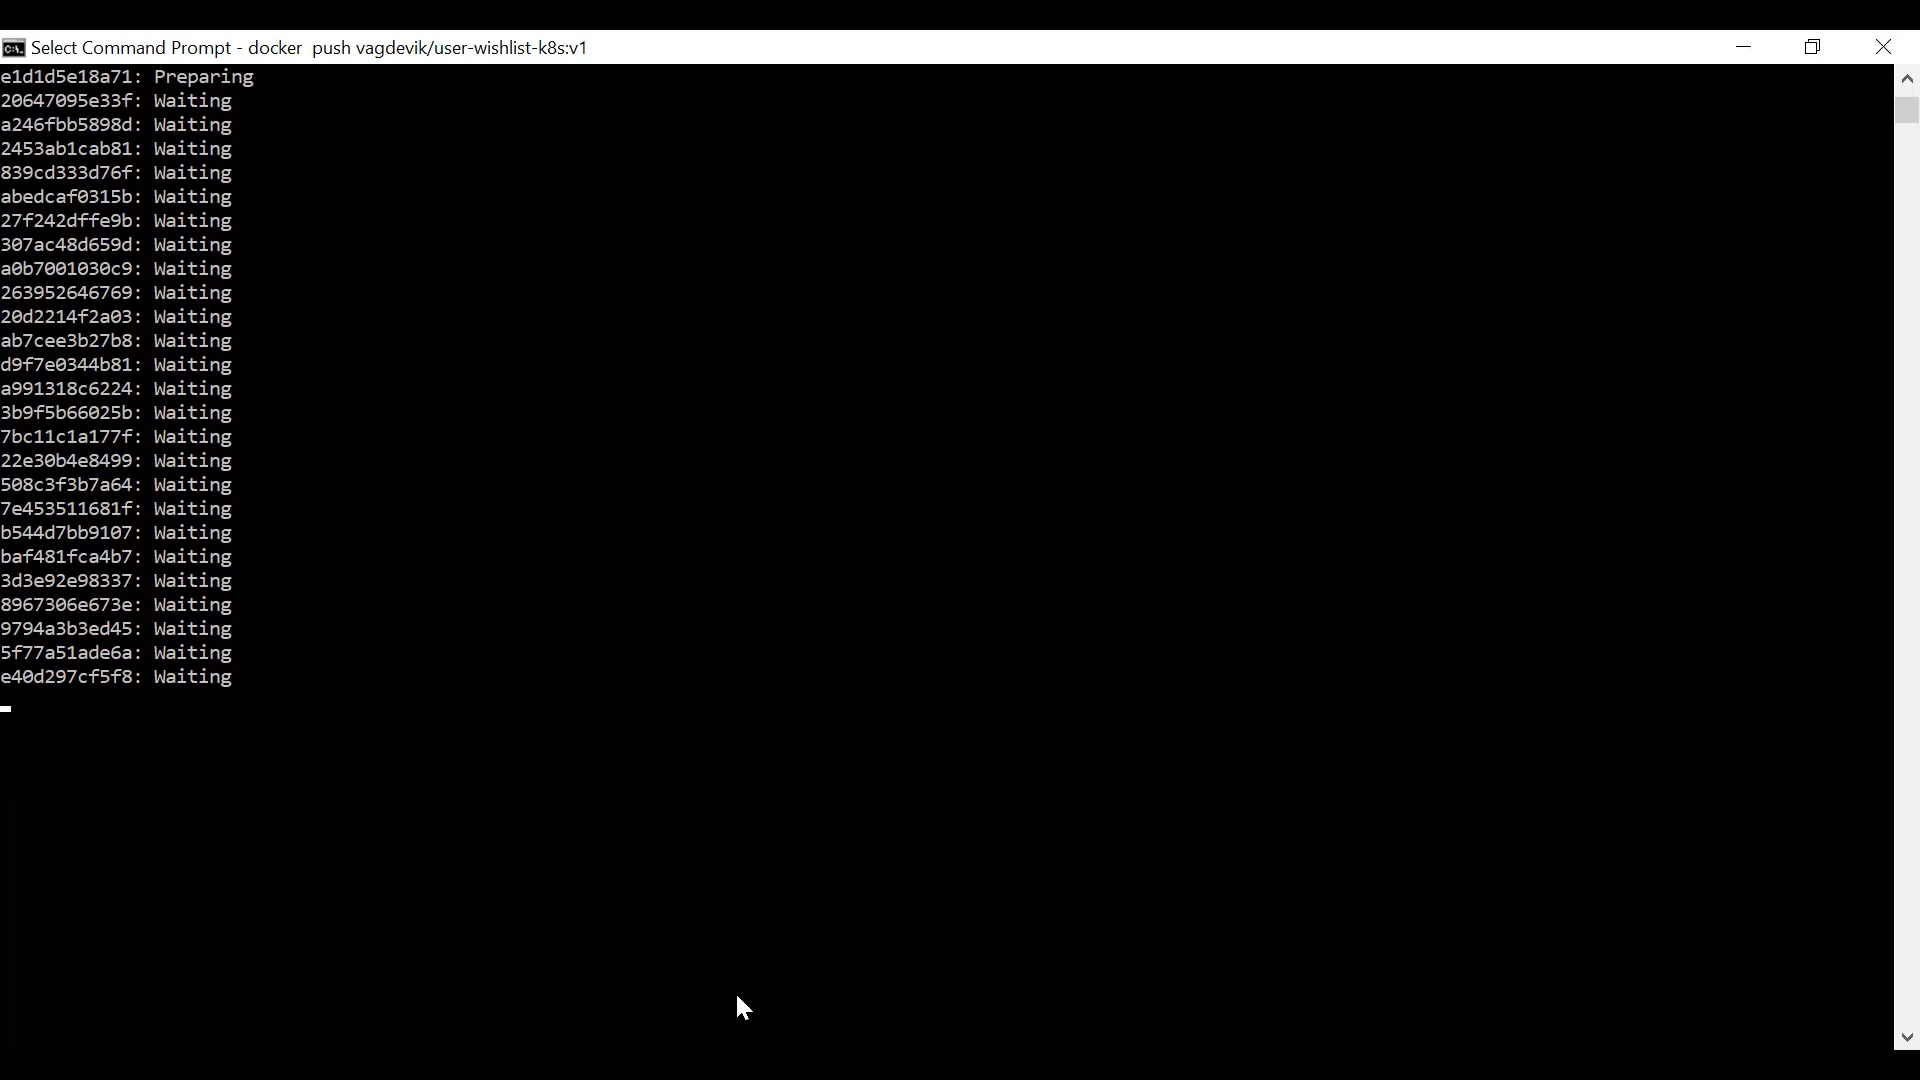 Select Command Prompt - docker  push vagdevik/user-wishlist-k8s:v1
e1d1d5e18a71: Preparing
20647095e33f: Waiting
a246fbb5898d: Waiting
2453ab1cab81: Waiting
839cd333d76f: Waiting
abedcaf0315b: Waiting
27f242dffe9b: Waiting
307ac48d659d: Waiting
a0b7001030c9: Waiting
263952646769: Waiting
20d2214f2a03: Waiting
ab7cee3b27b8: Waiting
d9f7e0344b81: Waiting
a991318c6224: Waiting
3b9f5b66025b: Waiting
7bc11c1a177f: Waiting
22e30b4e8499: Waiting
508c3f3b7a64: Waiting
7e453511681f: Waiting
b544d7bb9107: Waiting
baf481fca4b7: Waiting
3d3e92e98337: Waiting
8967306e673e: Waiting
9794a3b3ed45: Waiting
5f77a51ade6a: Waiting
e40d297cf5f8: Waiting